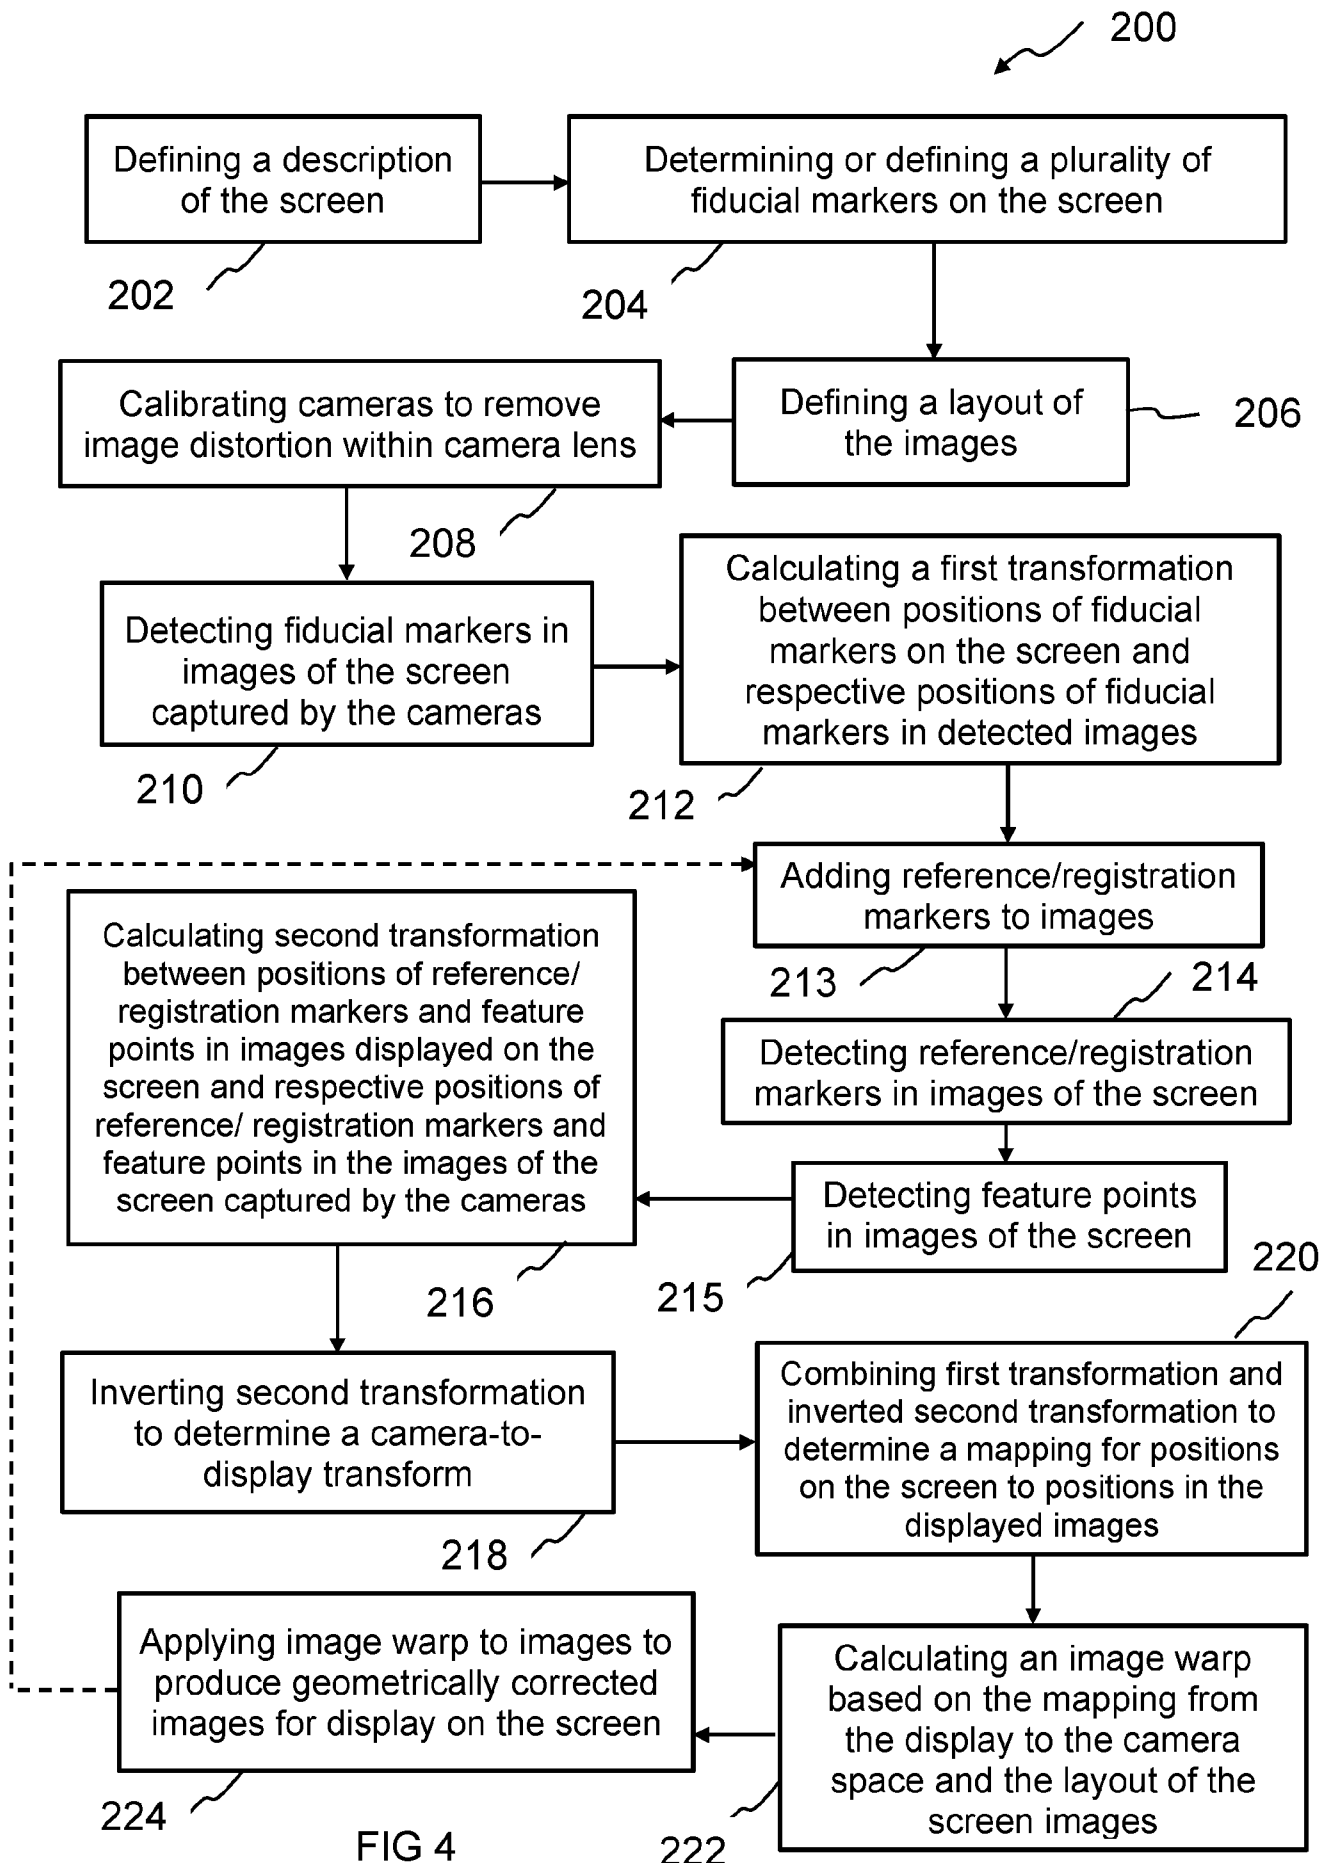 200
Defining a description
of the screen
202
Determining or defining a plurality of
fiducial markers on the screen
204
Defining a layout of
the images
206
Calibrating cameras to remove
image distortion within camera lens
208
Detecting fiducial markers in
images of the screen
captured by the cameras
210
Calculating a first transformation
between positions of fiducial
markers on the screen and
respective positions of fiducial
markers in detected images
212
Adding reference/registration
markers to images
213
214
Detecting reference/registration
markers in images of the screen
Detecting feature points
in images of the screen
215
Calculating second transformation
between positions of reference/
registration markers and feature
points in images displayed on the
screen and respective positions of
reference/ registration markers and
feature points in the images of the
screen captured by the cameras
216
Inverting second transformation
to determine a camera-to-
display transform
218
220
Combining first transformation and
inverted second transformation to
determine a mapping for positions
on the screen to positions in the
displayed images
Calculating an image warp
based on the mapping from
the display to the camera
space and the layout of the
screen images
222
Applying image warp to images to
produce geometrically corrected
images for display on the screen
224
FIG 4